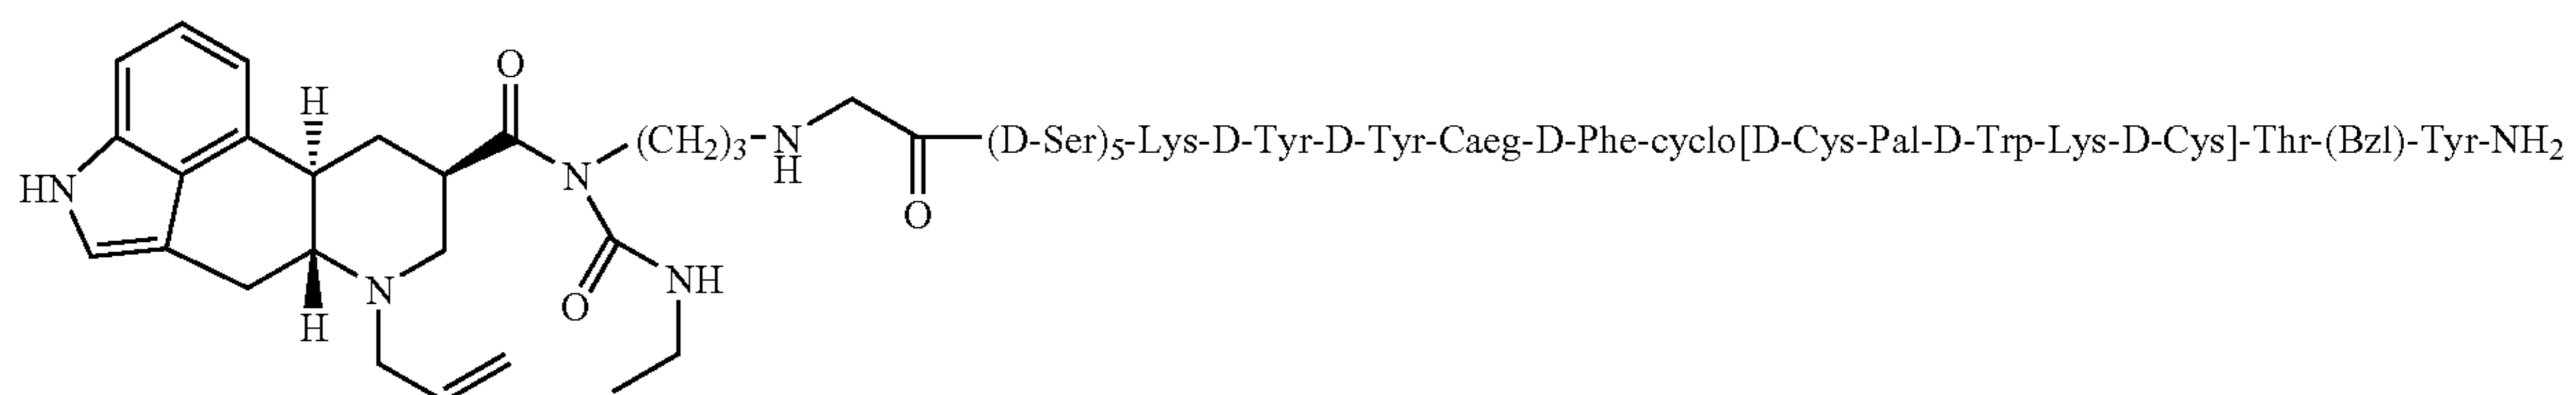 O
H
(CH2)3-N
H
(D-Ser)5-Lys-D-Tyr-D-Tyr-Caeg-D-Phe-cyclo[D-Cys-Pal-D-Trp-Lys-D-Cys]-Thr-(Bzl)-Tyr-NH2
HN
N
O
N
NH
O
H